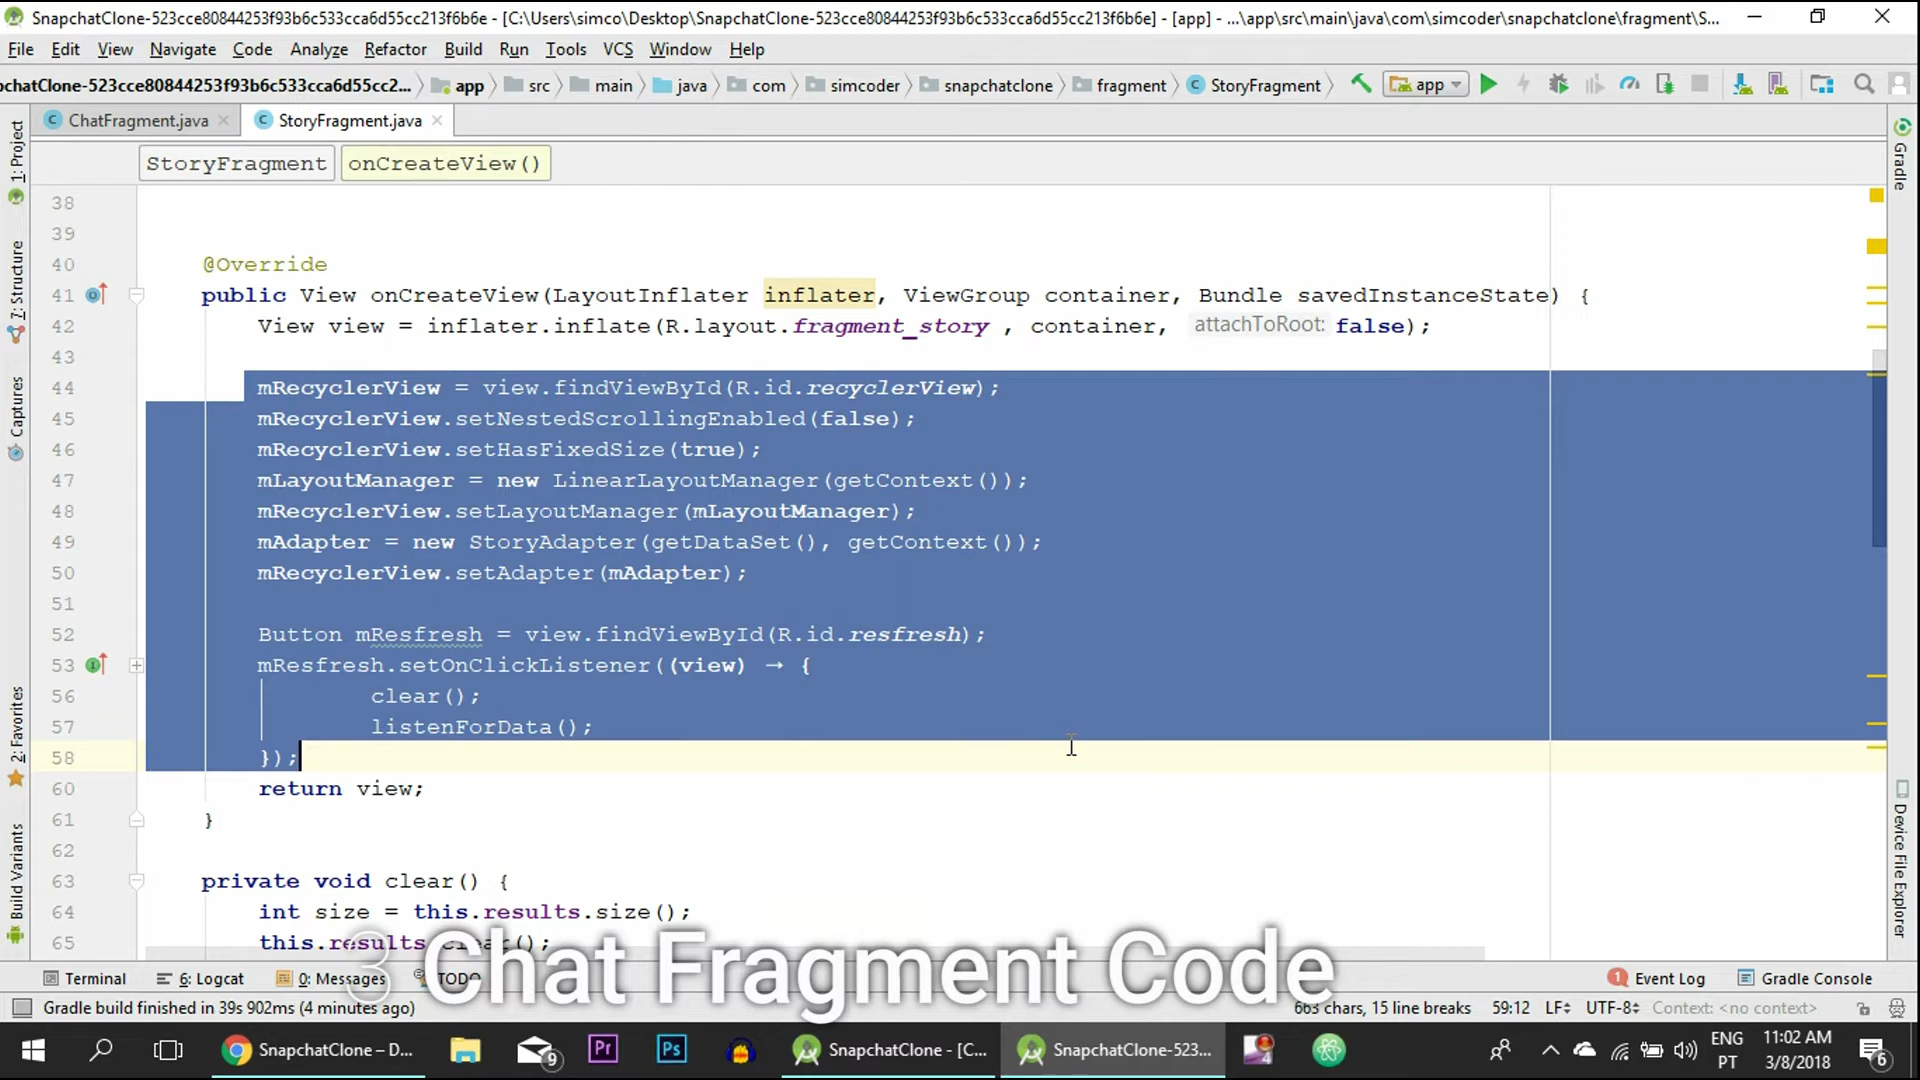 SnapchatClone-523cce80844253f93b6c533cca6d55cc213f6b6e - [C:\Users\simco\Desktop\SnapchatClone-523cce80844253f93b6c533cca6d55cc213f6b6e] - [app] - ...\app\src\main\java\com\simcoder\snapchatclone\fragment\S...
File Edit View Navigate Code Analyze Refactor Build Run Tools VCS Window Help
pchatClone-523cce80844253f93b6c533cca6d55cc2... app src main java com simcoder snapchatclone fragment StoryFragment app
ChatFragment.java StoryFragment.java
StoryFragment onCreateView()
1: Project
7: Structure
Captures
2: Favorites
Build Variants
Gradle
Device File Explorer
38
39
40 @Override
41 public View onCreateView(LayoutInflater inflater, ViewGroup container, Bundle savedInstanceState) {
42 View view = inflater.inflate(R.layout.fragment_story , container, attachToRoot: false);
43
44 mRecyclerView = view.findViewById(R.id.recyclerView);
45 mRecyclerView.setNestedScrollingEnabled(false);
46 mRecyclerView.setHasFixedSize(true);
47 mLayoutManager = new LinearLayoutManager(getContext());
48 mRecyclerView.setLayoutManager(mLayoutManager);
49 mAdapter = new StoryAdapter(getDataSet(), getContext());
50 mRecyclerView.setAdapter(mAdapter);
51
52 Button mResfresh = view.findViewById(R.id.resfresh);
53 mResfresh.setOnClickListener((view) → {
56 clear();
57 listenForData();
58 });
60 return view;
61 }
62
63 private void clear() {
64 int size = this.results.size();
65 this.results.clear();
3 Chat Fragment Code
Terminal 6: Logcat 0: Messages TODO 1 Event Log Gradle Console
Gradle build finished in 39s 902ms (4 minutes ago) 663 chars, 15 line breaks 59:12 LF÷ UTF-8÷ Context: <no context>
SnapchatClone – D... 9 Pr Ps SnapchatClone - [C... SnapchatClone-523... 4 ENG 11:02 AM
PT 3/8/2018 6